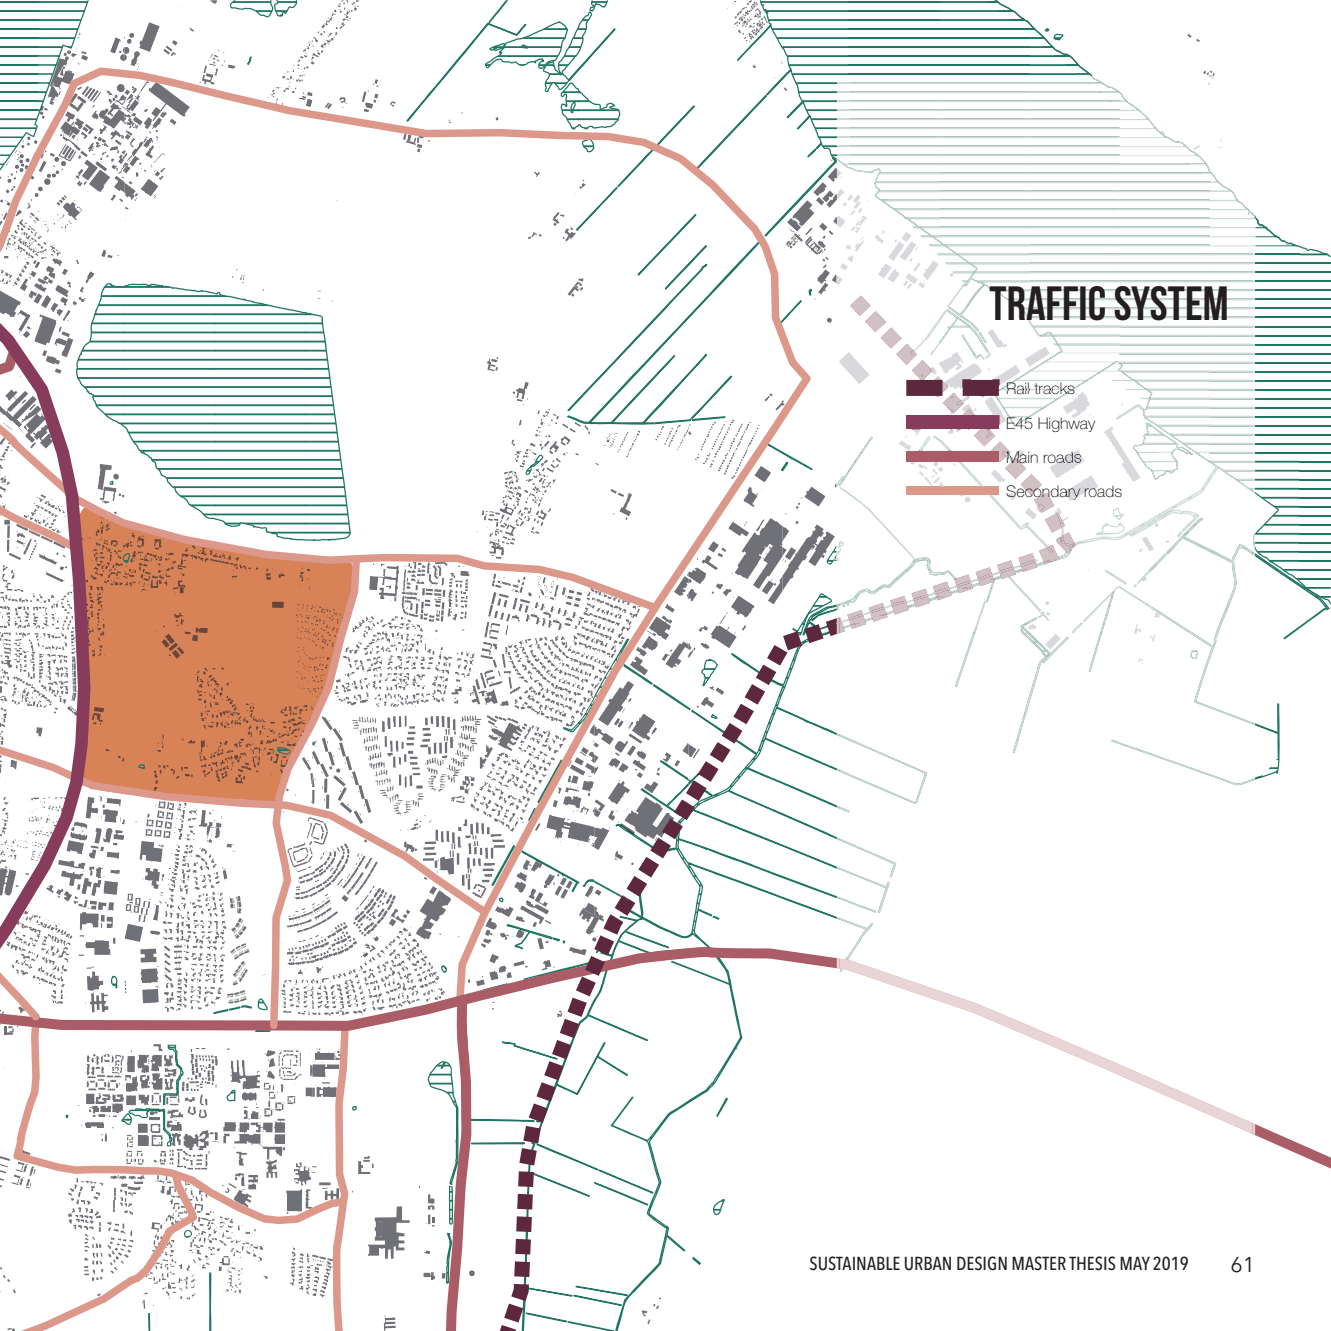 TRAFFIC SYSTEM
Rail tracks
E45 Highway
Main roads
Secondary roads
SUSTAINABLE URBAN DESIGN MASTER THESIS MAY 2019 61